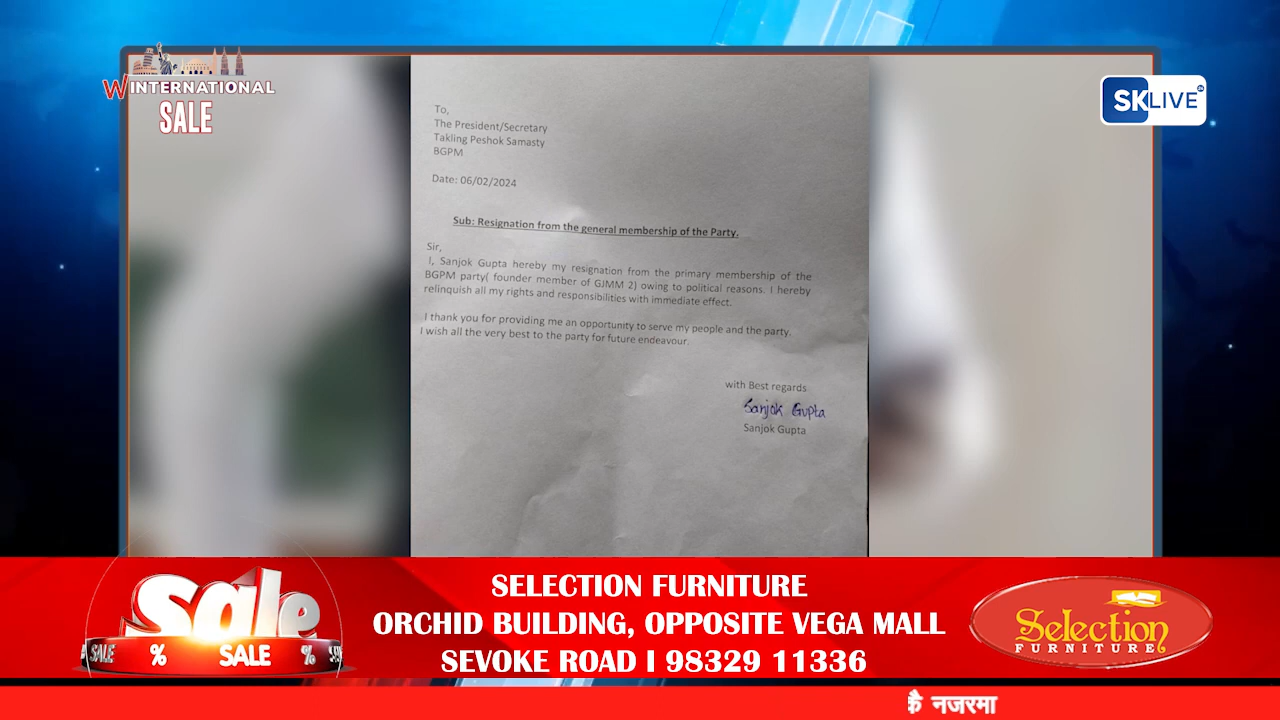 WINTERNATIONAL
SALE
SKLIVE
24
To,
The President/Secretary
Takling Peshok Samasty
BGPM
Date: 06/02/2024
Sub: Resignation from the general membership of the Party.
Sir,
I, Sanjok Gupta hereby my resignation from the primary membership of the
BGPM party( founder member of GJMM 2) owing to political reasons. I hereby
relinquish all my rights and responsibilities with immediate effect.
I thank you for providing me an opportunity to serve my people and the party.
I wish all the very best to the party for future endeavour.
with Best regards
Sanjok Gupta
Sanjok Gupta
sale
SALE % SALE %
SELECTION FURNITURE
ORCHID BUILDING, OPPOSITE VEGA MALL
SEVOKE ROAD I 98329 11336
Selection
FURNITURE
नजरमा